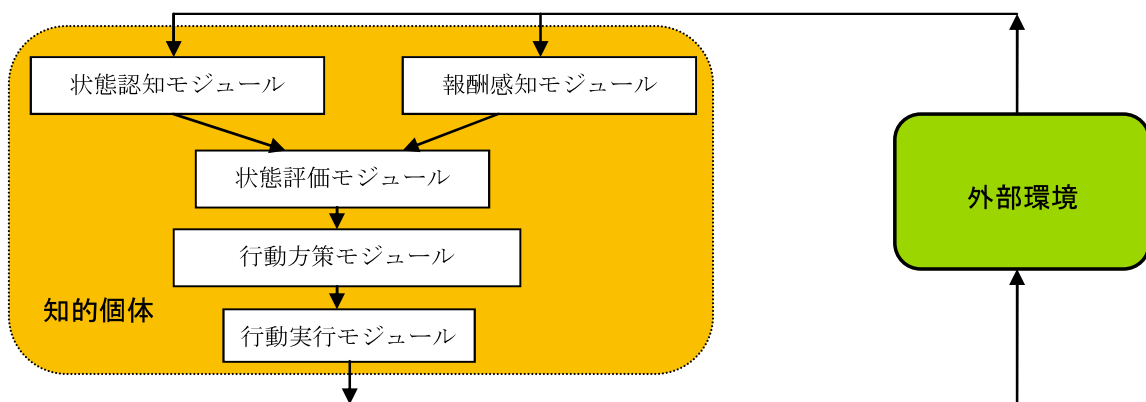 状態認知モジュール
報酬感知モジュール
状態評価モジュール
外部環境
行動方策モジュール
知的個体
行動実行モジュール